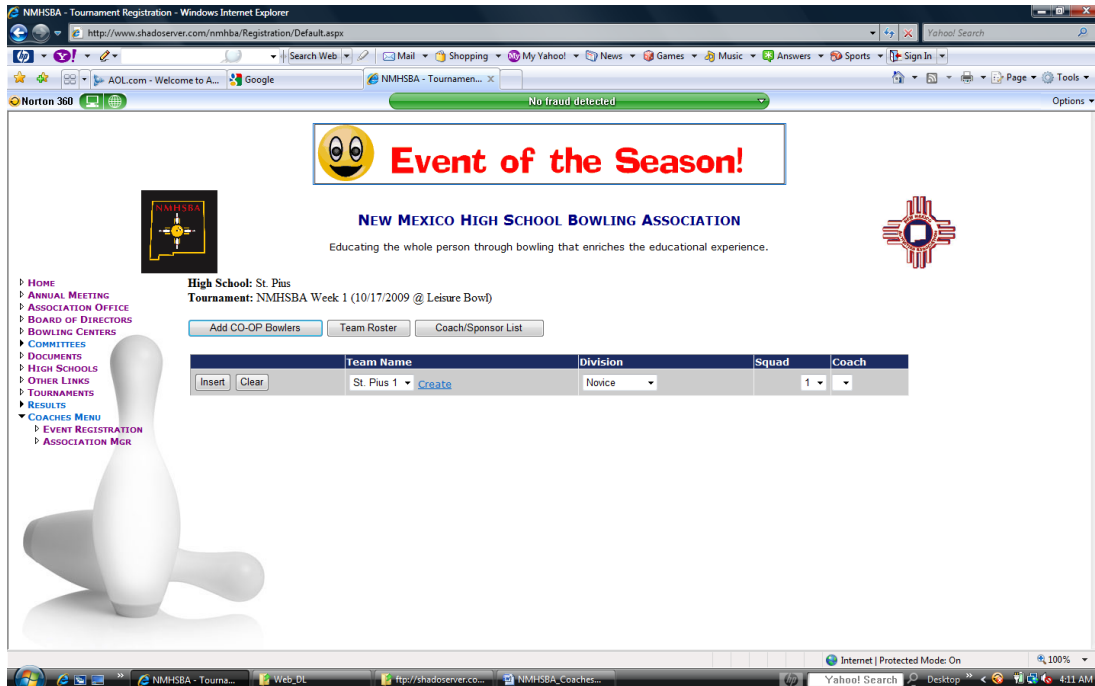 NMHSBA - Tournament Registration - Windows Internet Explorer
http://www.shadoserver.com/nmhba/Registration/Default.aspx
Yahoo! Search
Search Web
Mail
Shopping
My Yahoo!
News
Games
Music
Answers
Sports
Sign In
AOL.com - Welcome to A...
Google
NMHSBA - Tournamen...
Page
Tools
Norton 360
No fraud detected
Options
Event of the Season!
NMHSBA
New Mexico High School Bowling Association
Educating the whole person through bowling that enriches the educational experience.
Home
Annual Meeting
Association Office
Board of Directors
Bowling Centers
Committees
Documents
High Schools
Other Links
Tournaments
Results
Coaches Menu
Event Registration
Association Mgr
High School: St. Pius
Tournament: NMHSBA Week 1 (10/17/2009 @ Leisure Bowl)
Add CO-OP Bowlers Team Roster Coach/Sponsor List
Team Name Division Squad Coach
Insert Clear St. Pius 1 Create Novice 1
Internet | Protected Mode: On 100%
NMHSBA - Tourna... Web_DL ftp://shadoserver.co... NMHSBA_Coaches... Yahoo! Search Desktop 4:11 AM